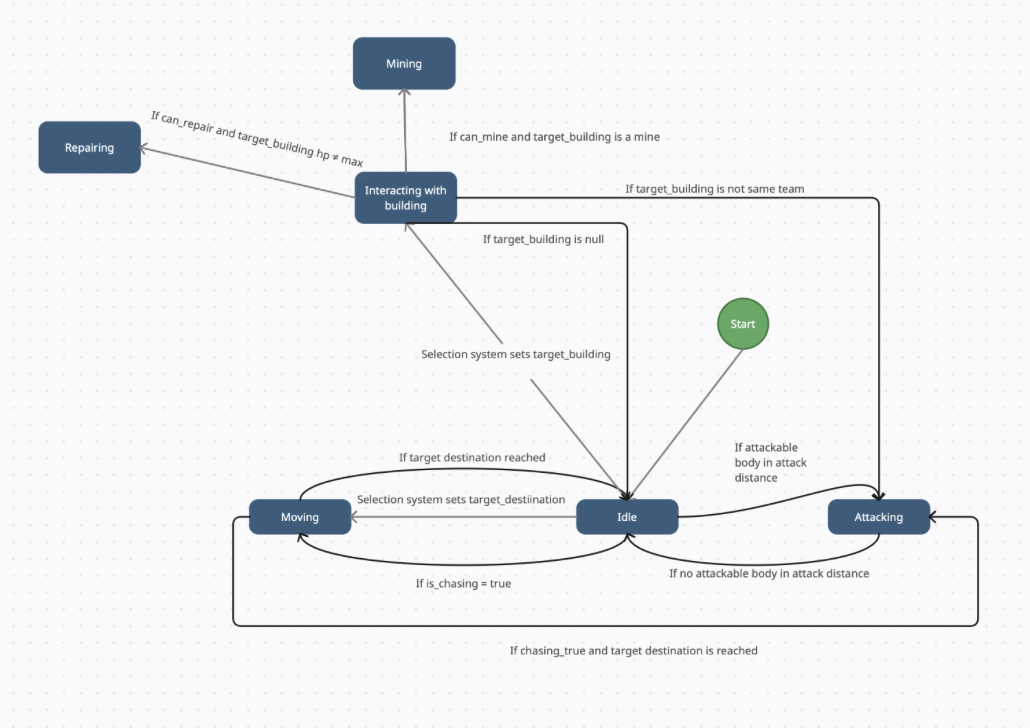 Mining
If can_repair and target_building hp ≠ max
If can_mine and target_building is a mine
Repairing
Interacting with
building
If target_building is not same team
If target_building is null
Start
Selection system sets target_building
If attackable
body in attack
distance
If target destination reached
Selection system sets target_destiination
Moving
Idle
Attacking
If is_chasing = true
If no attackable body in attack distance
If chasing_true and target destination is reached